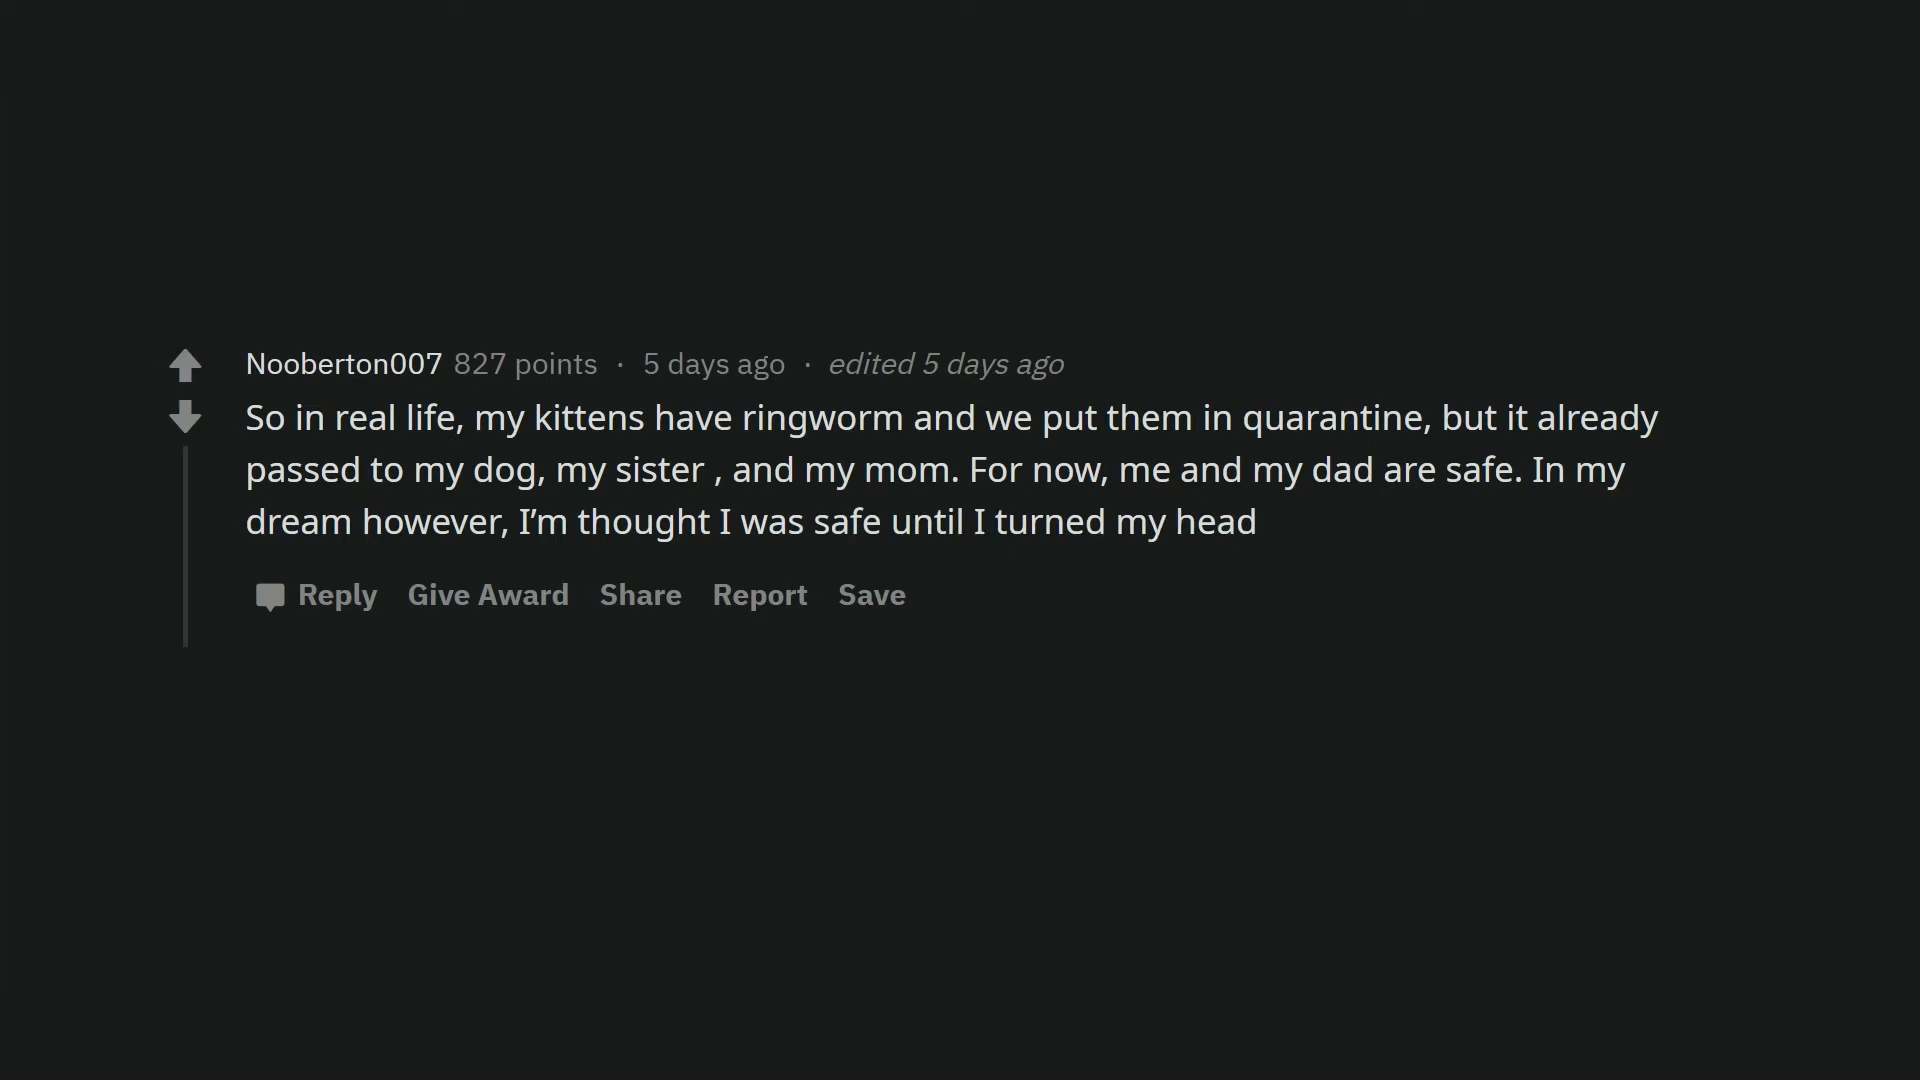 Nooberton007 827 points · 5 days ago · edited 5 days ago
So in real life, my kittens have ringworm and we put them in quarantine, but it already
passed to my dog, my sister , and my mom. For now, me and my dad are safe. In my
dream however, I’m thought I was safe until I turned my head
Reply Give Award Share Report Save